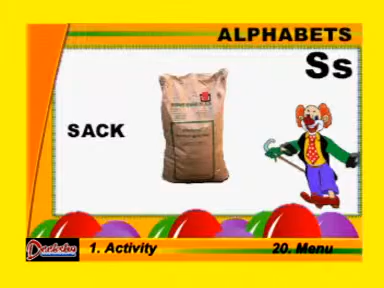 ALPHABETS
Ss
SACK
1. Activity
20. Menu